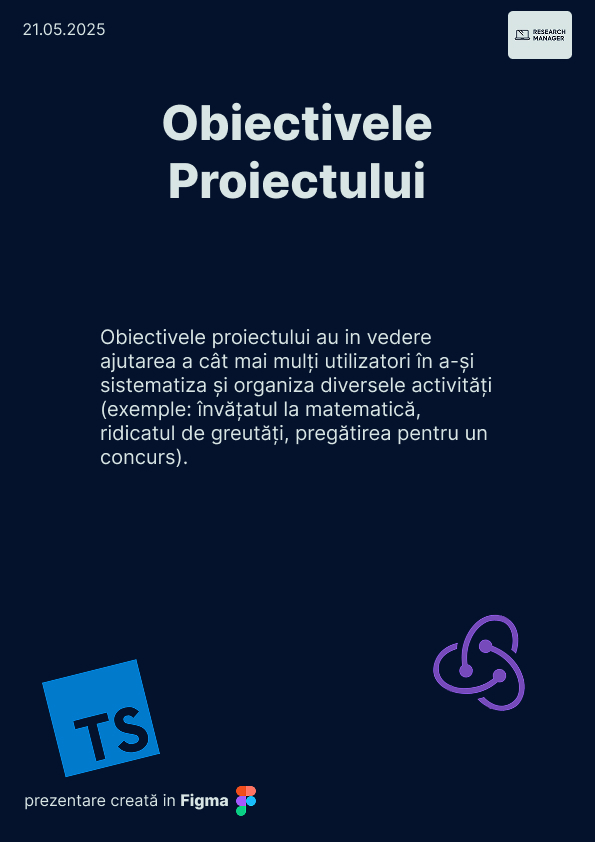 21.05.2025
RESEARCH
MANAGER
Obiectivele
Proiectului
Obiectivele proiectului au in vedere
ajutarea a cât mai mulți utilizatori în a-și
sistematiza și organiza diversele activități
(exemple: învățatul la matematică,
ridicatul de greutăți, pregătirea pentru un
concurs).
TS
prezentare creată in Figma